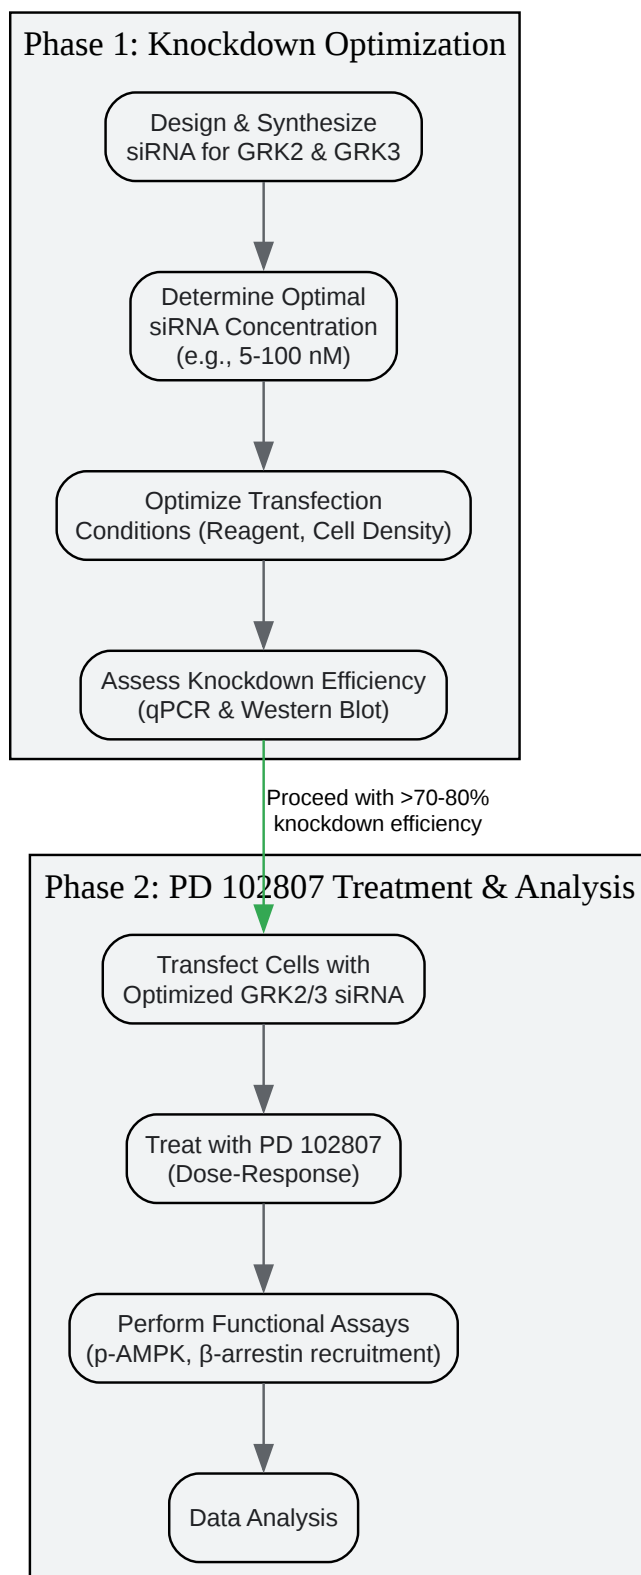 Phase 1: Knockdown Optimization
Design & Synthesize
siRNA for GRK2 & GRK3
Determine Optimal
siRNA Concentration
(e.g., 5-100 nM)
Optimize Transfection
Conditions (Reagent, Cell Density)
Assess Knockdown Efficiency
(qPCR & Western Blot)
Proceed with >70-80%
knockdown efficiency
Phase 2: PD 102807 Treatment & Analysis
Transfect Cells with
Optimized GRK2/3 siRNA
Treat with PD 102807
(Dose-Response)
Perform Functional Assays
(p-AMPK, β-arrestin recruitment)
Data Analysis